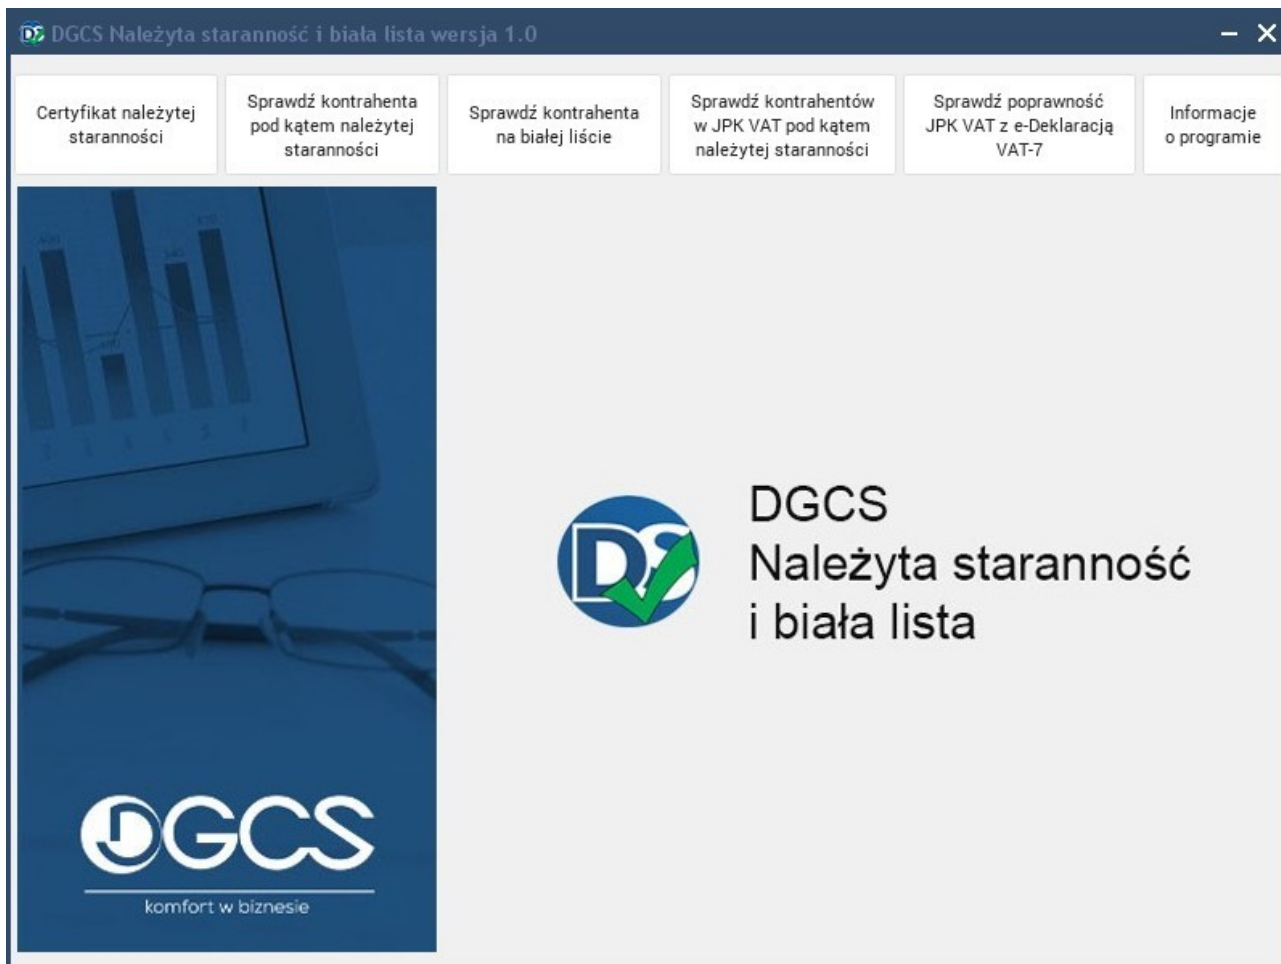 DGCS Należyta staranność i biała lista wersja 1.0
Certyfikat należytej
staranności
Sprawdź kontrahenta
pod kątem należytej
staranności
Sprawdź kontrahenta
na białej liście
Sprawdź kontrahentów
w JPK VAT pod kątem
należytej staranności
Sprawdź poprawność
JPK VAT z e-Deklaracją
VAT-7
Informacje
o programie
DS
DGCS
Należyta staranność
i biała lista
DGCS
komfort w biznesie